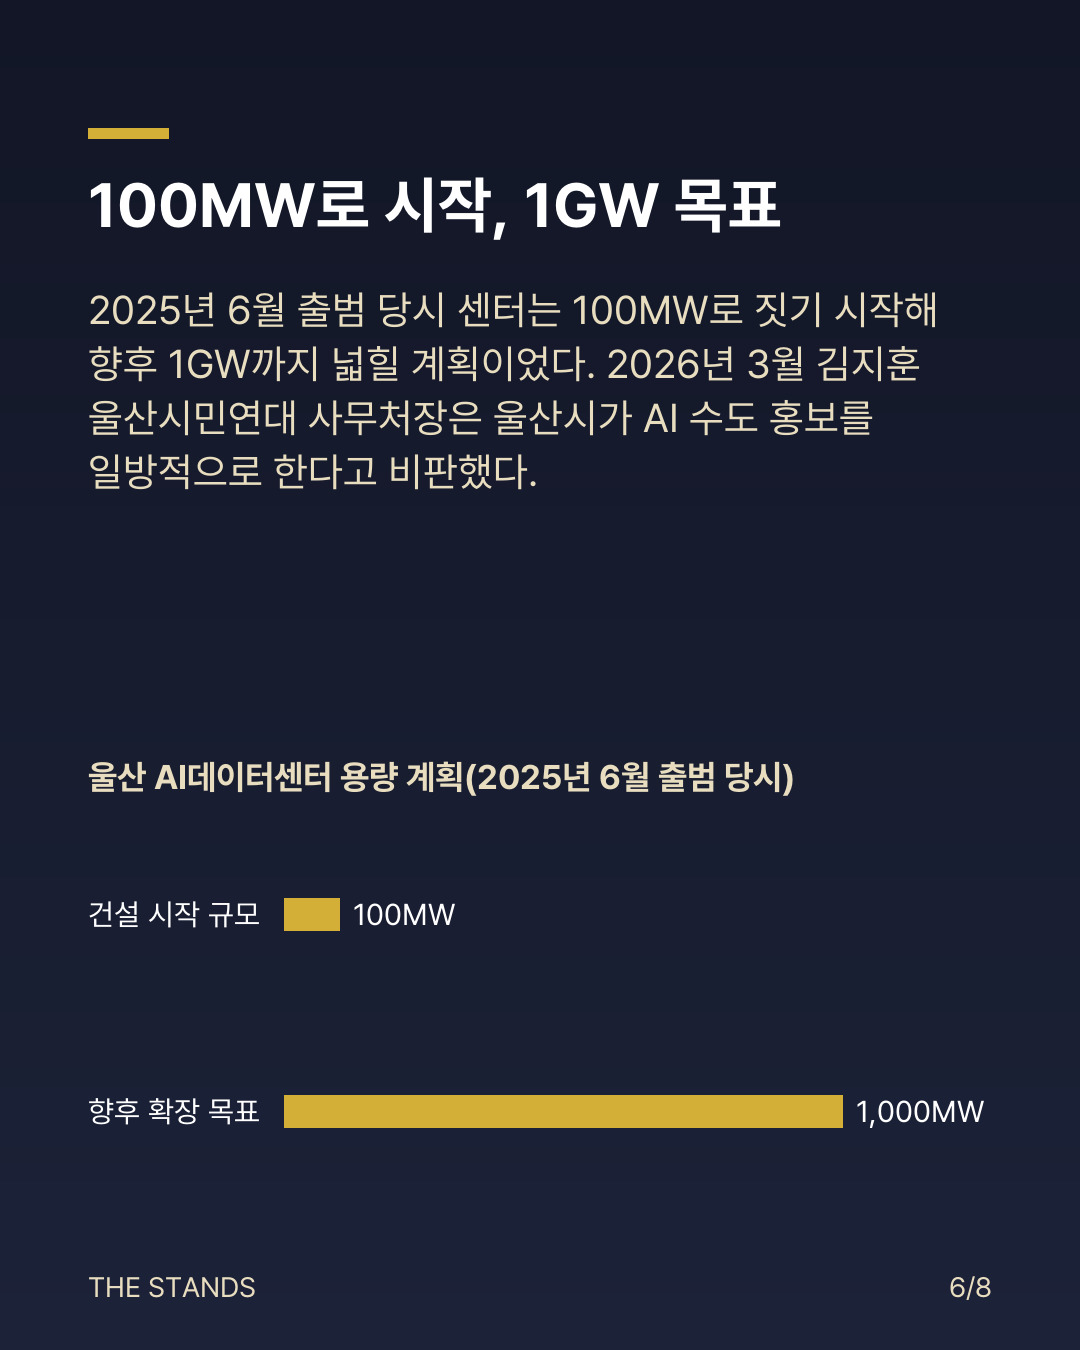 100MW로 시작, 1GW 목표
2025년 6월 출범 당시 센터는 100MW로 짓기 시작해
향후 1GW까지 넓힐 계획이었다. 2026년 3월 김지훈
울산시민연대 사무처장은 울산시가 AI 수도 홍보를
일방적으로 한다고 비판했다.
울산 AI데이터센터 용량 계획(2025년 6월 출범 당시)
건설 시작 규모 100MW
향후 확장 목표 1,000MW
THE STANDS 6/8